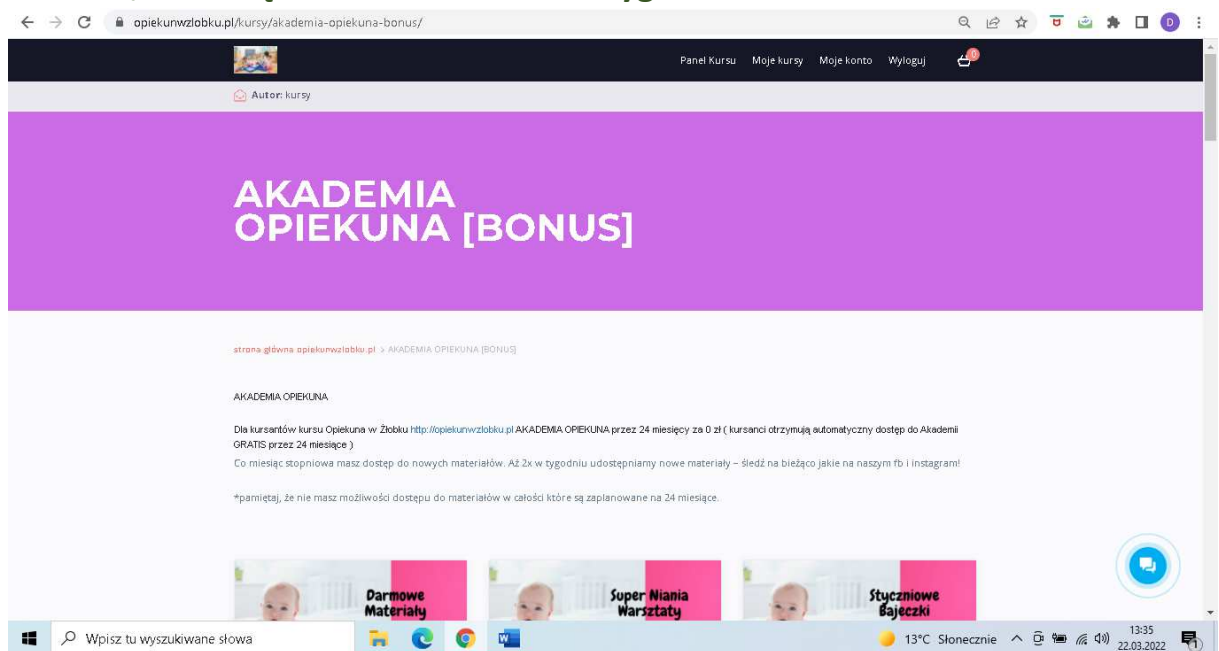 opiekunwzlobku.pl/kursy/akademia-opiekuna-bonus/
D
Panel Kursu Moje kursy Moje konto Wyloguj 0
Autor: kursy
AKADEMIA
OPIEKUNA [BONUS]
strona główna opiekunwzlobku.pl > AKADEMIA OPIEKUNA [BONUS]
AKADEMIA OPIEKUNA
Dla kursantów kursu Opiekuna w Żłobku http://opiekunwzlobku.pl AKADEMIA OPIEKUNA przez 24 miesięcy za 0 zł ( kursanci otrzymują automatyczny dostęp do Akademii
GRATIS przez 24 miesiące )
Co miesiąc stopniowa masz dostęp do nowych materiałów. Aż 2x w tygodniu udostępniamy nowe materiały – śledź na bieżąco jakie na naszym fb i instagram!
*pamiętaj, że nie masz możliwości dostępu do materiałów w całości które są zaplanowane na 24 miesiące.
Darmowe
Materiały
Super Niania
Warsztaty
Styczniowe
Bajeczki
Wpisz tu wyszukiwane słowa
13°C Słonecznie
13:35
22.03.2022